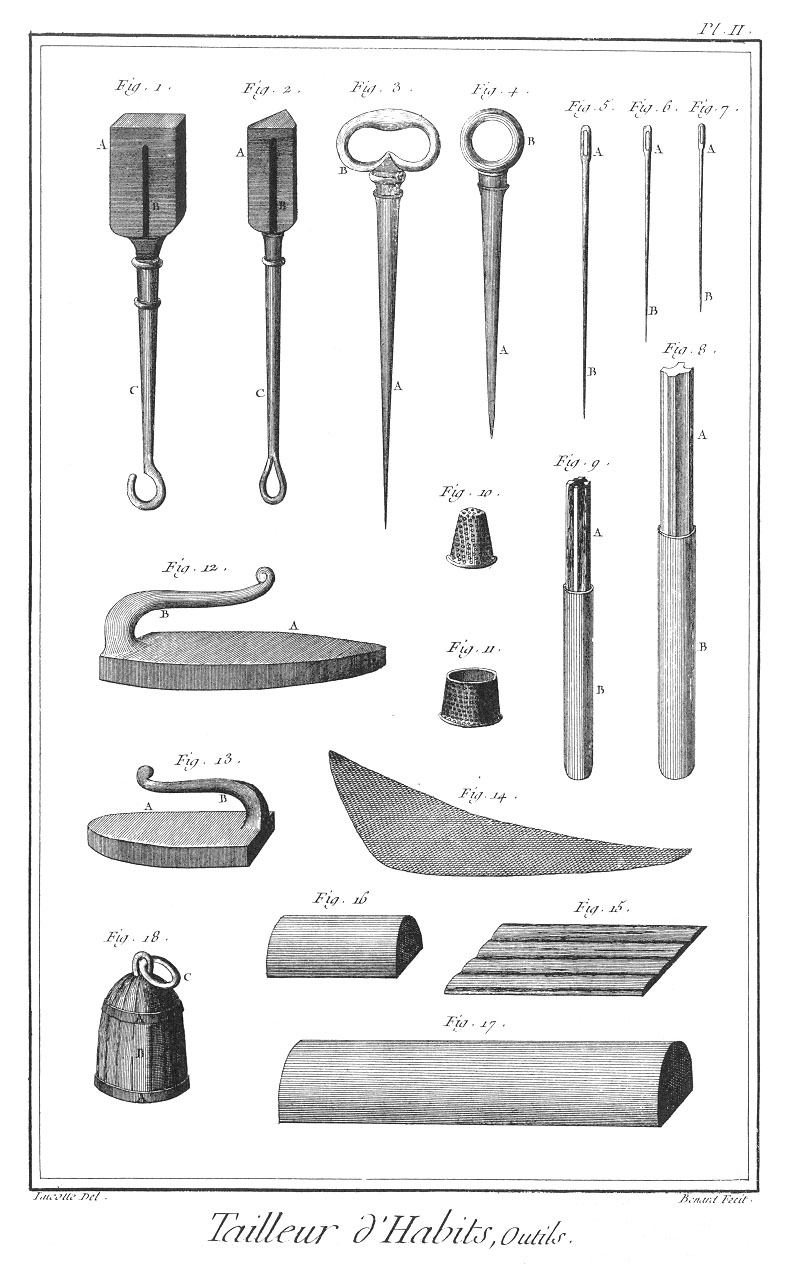 Pl. II.
Fig. 1.
Fig. 2
Fig. 3.
Fig. 4.
Fig. 5.
Fig. 6.
Fig. 7
A
B
C
A
B
C
B
A
B
A
A
B
A
B
A
B
Fig. 8.
A
B
Fig. 9.
A
B
Fig. 10.
Fig. 11.
Fig. 12.
B
A
Fig. 13.
A
B
Fig. 14.
Fig. 16
Fig. 15.
Fig. 18.
C
A
B
A
Fig. 17.
Lucotte Del.
Benard Fecit.
Tailleur d'Habits, Outils.